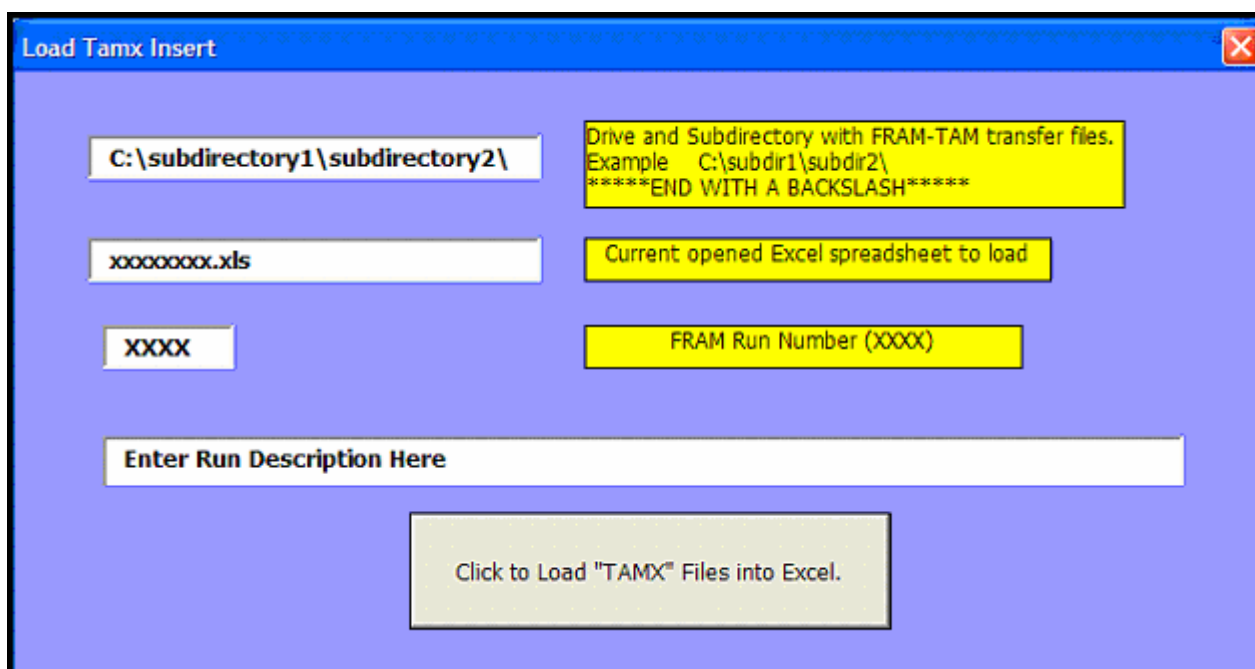 Load Tamx Insert
C:\subdirectory1\subdirectory2\
Drive and Subdirectory with FRAM-TAM transfer files.
Example C:\subdir1\subdir2\
*****END WITH A BACKSLASH*****
xxxxxxxx.xls
Current opened Excel spreadsheet to load
XXXX
FRAM Run Number (XXXX)
Enter Run Description Here
Click to Load "TAMX" Files into Excel.